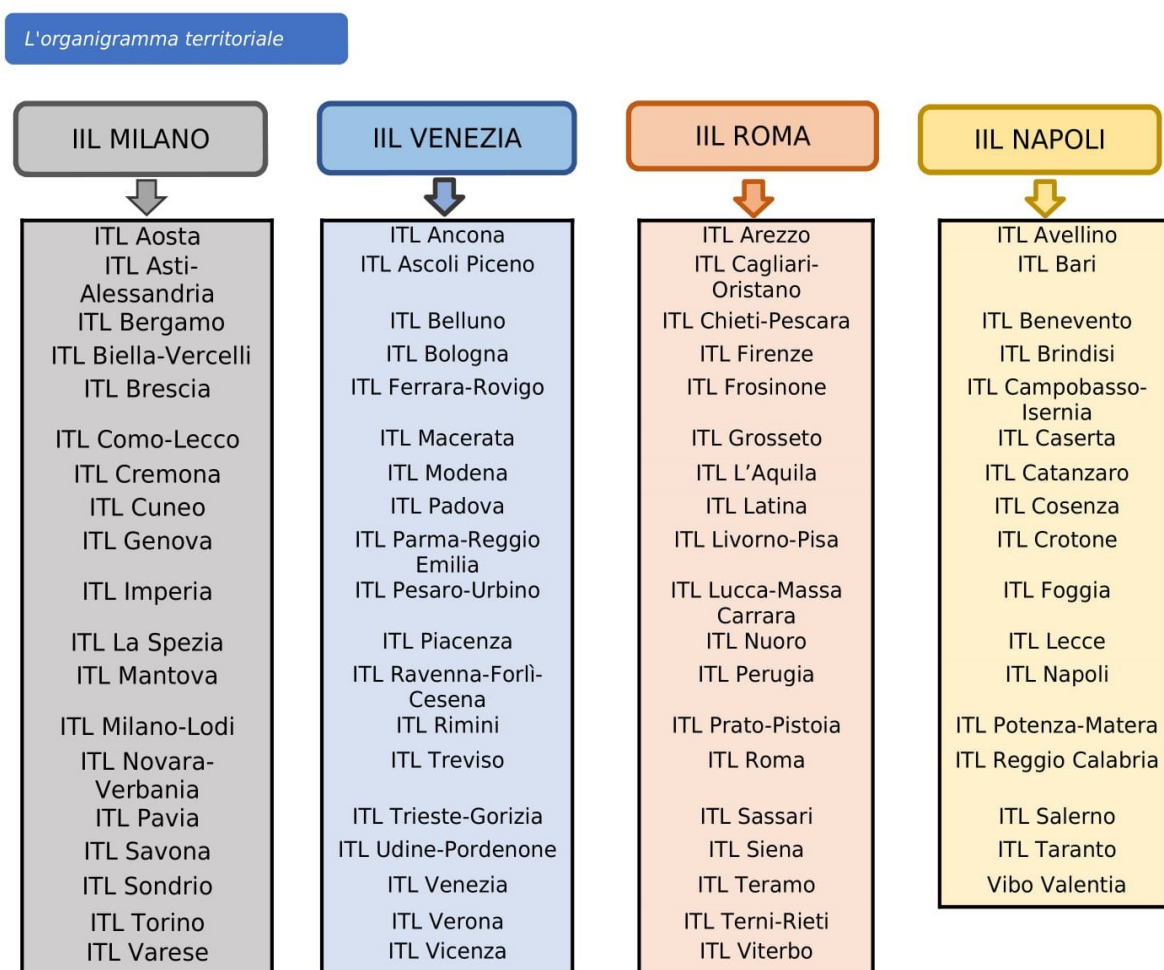 L'organigramma territoriale
IIL MILANO
ITL Aosta
ITL Asti-
Alessandria
ITL Bergamo
ITL Biella-Vercelli
ITL Brescia
ITL Como-Lecco
ITL Cremona
ITL Cuneo
ITL Genova
ITL Imperia
ITL La Spezia
ITL Mantova
ITL Milano-Lodi
ITL Novara-
Verbania
ITL Pavia
ITL Savona
ITL Sondrio
ITL Torino
ITL Varese
IIL VENEZIA
ITL Ancona
ITL Ascoli Piceno
ITL Belluno
ITL Bologna
ITL Ferrara-Rovigo
ITL Macerata
ITL Modena
ITL Padova
ITL Parma-Reggio
Emilia
ITL Pesaro-Urbino
ITL Piacenza
ITL Ravenna-Forlì-
Cesena
ITL Rimini
ITL Treviso
ITL Trieste-Gorizia
ITL Udine-Pordenone
ITL Venezia
ITL Verona
ITL Vicenza
IIL ROMA
ITL Arezzo
ITL Cagliari-
Oristano
ITL Chieti-Pescara
ITL Firenze
ITL Frosinone
ITL Grosseto
ITL L’Aquila
ITL Latina
ITL Livorno-Pisa
ITL Lucca-Massa
Carrara
ITL Nuoro
ITL Perugia
ITL Prato-Pistoia
ITL Roma
ITL Sassari
ITL Siena
ITL Teramo
ITL Terni-Rieti
ITL Viterbo
IIL NAPOLI
ITL Avellino
ITL Bari
ITL Benevento
ITL Brindisi
ITL Campobasso-
Isernia
ITL Caserta
ITL Catanzaro
ITL Cosenza
ITL Crotone
ITL Foggia
ITL Lecce
ITL Napoli
ITL Potenza-Matera
ITL Reggio Calabria
ITL Salerno
ITL Taranto
Vibo Valentia